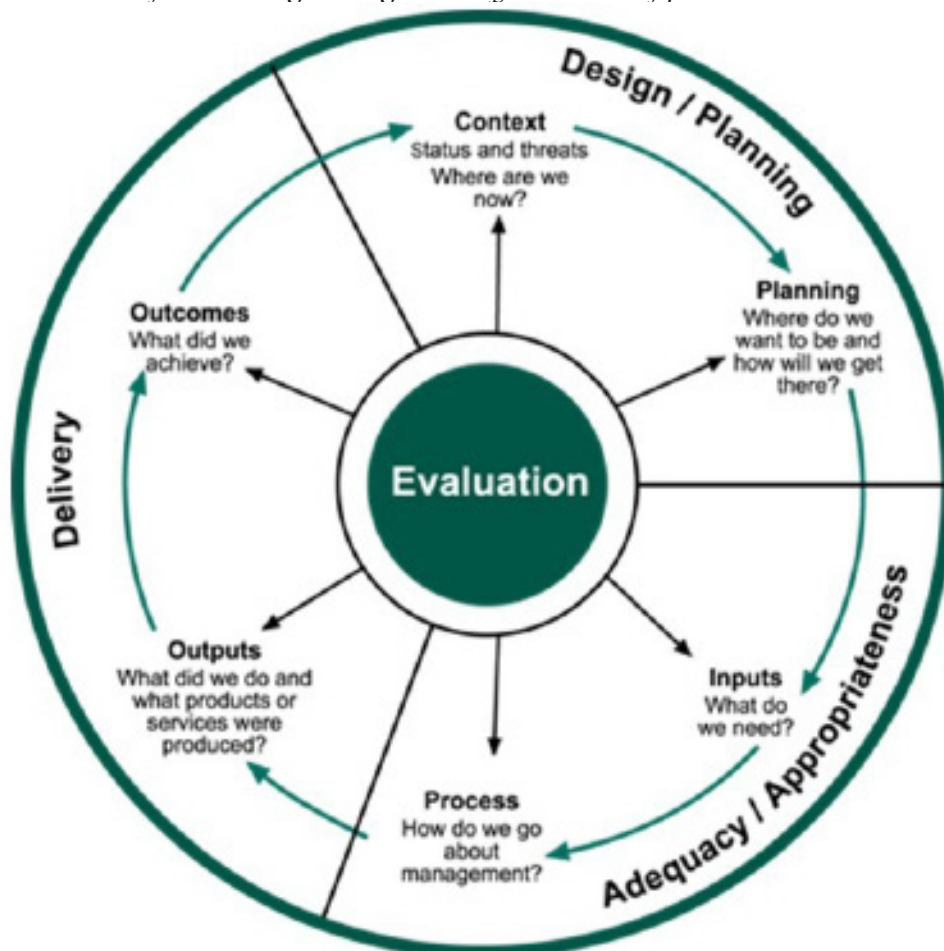 Design / Planning
Context
Status and threats
Where are we
now?
Planning
Where do we
want to be and
how will we get
there?
Outcomes
What did we
achieve?
Delivery
Evaluation
Outputs
What did we do and
what products or
services were
produced?
Inputs
What do
we need?
Process
How do we go
about
management?
Adequacy / Appropriateness